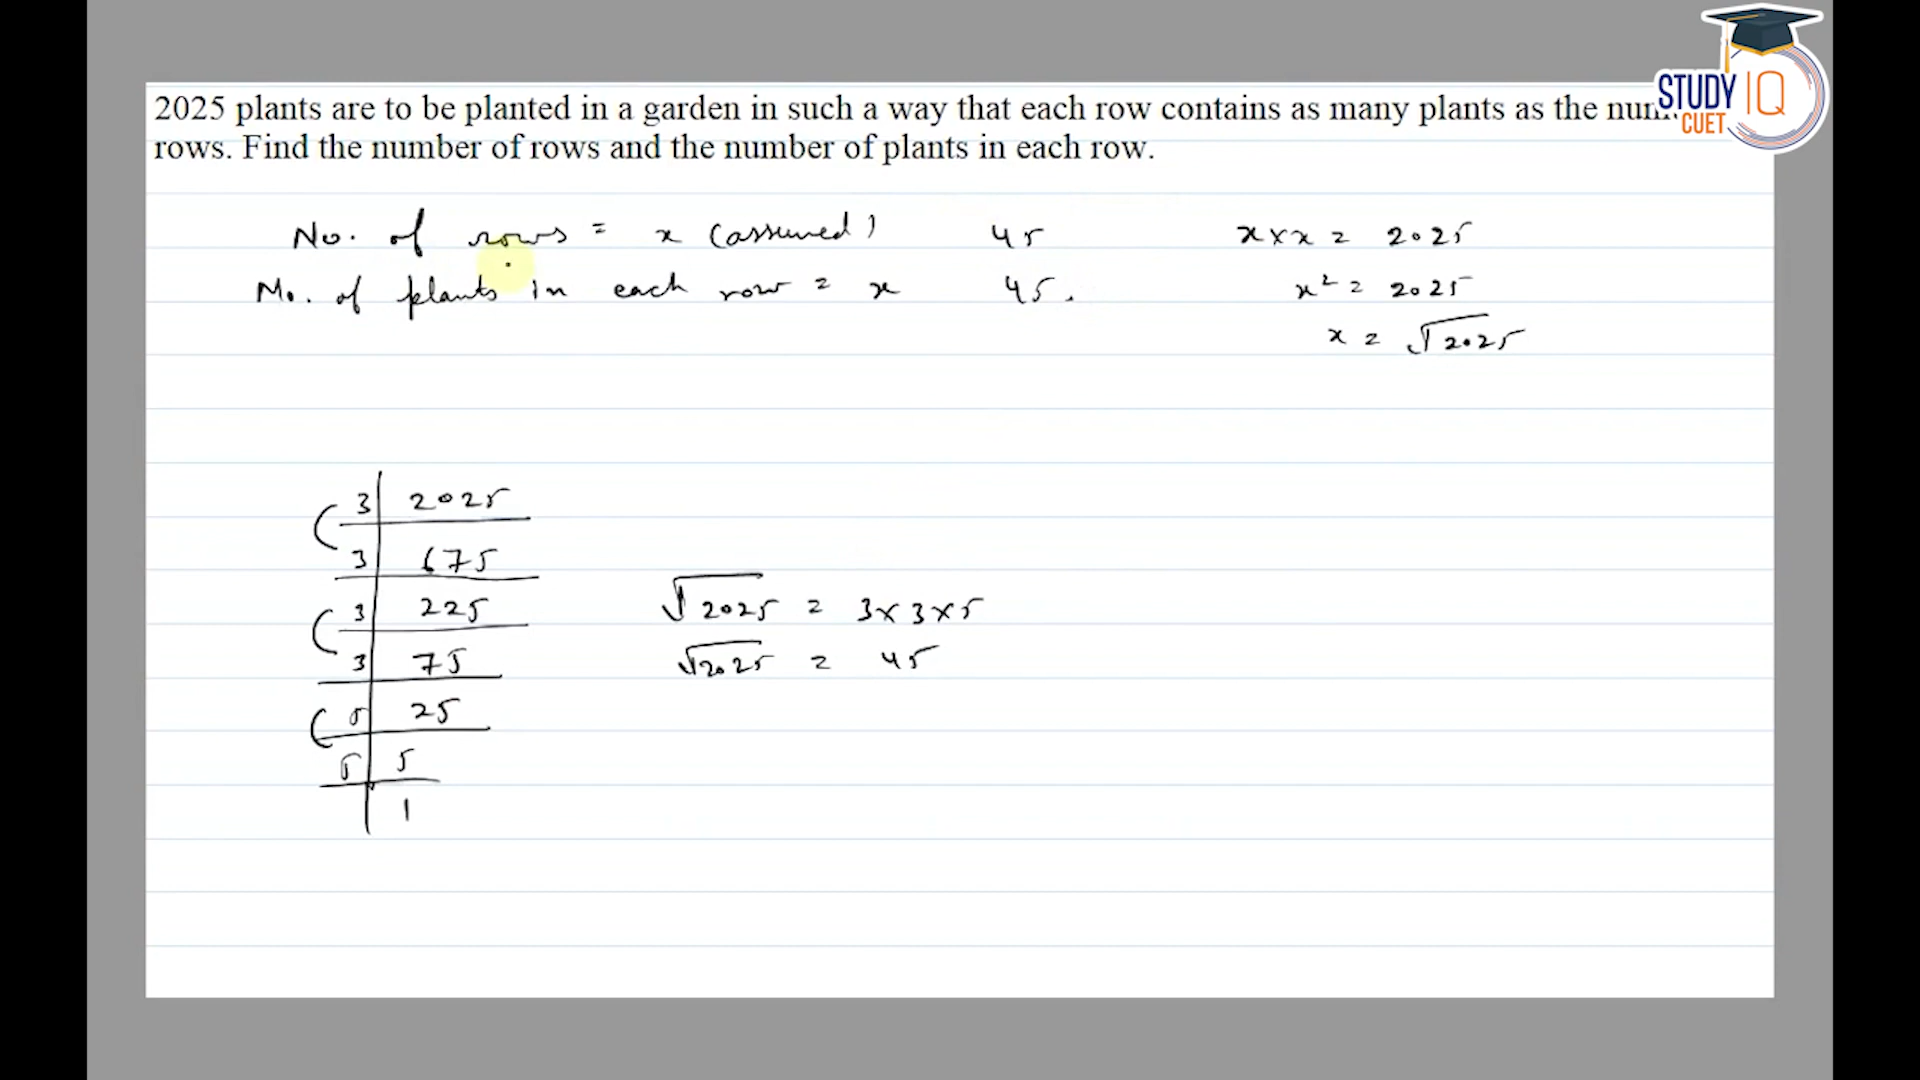 STUDY IQ
CUET
2025 plants are to be planted in a garden in such a way that each row contains as many plants as the
rows. Find the number of rows and the number of plants in each row.
No. of rows = x (assumed) 45
No. of plants in each row = x 45.
x × x = 2025
x² = 2025
x = √2025
3 | 2025
3 | 675
3 | 225
3 | 75
5 | 25
5 | 5
1
√2025 = 3 × 3 × 5
√2025 = 45